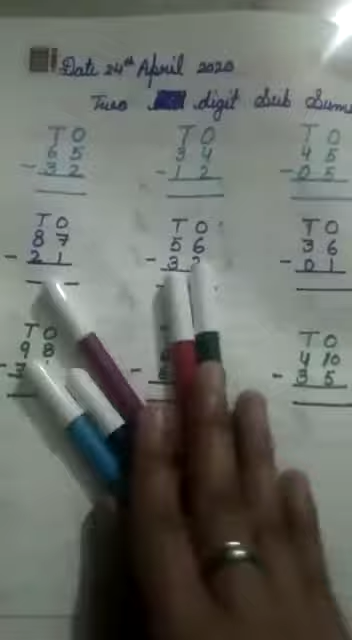 Date 24th April 2020
Two digit Sub Sums
T O T O T O
6 5 3 4 4 5
- 3 2 - 1 2 - 0 5
T O T O T O
8 7 5 6 3 6
- 2 1 - 3 - 0 1
T O T O
9 8 4 10
- - - 3 5